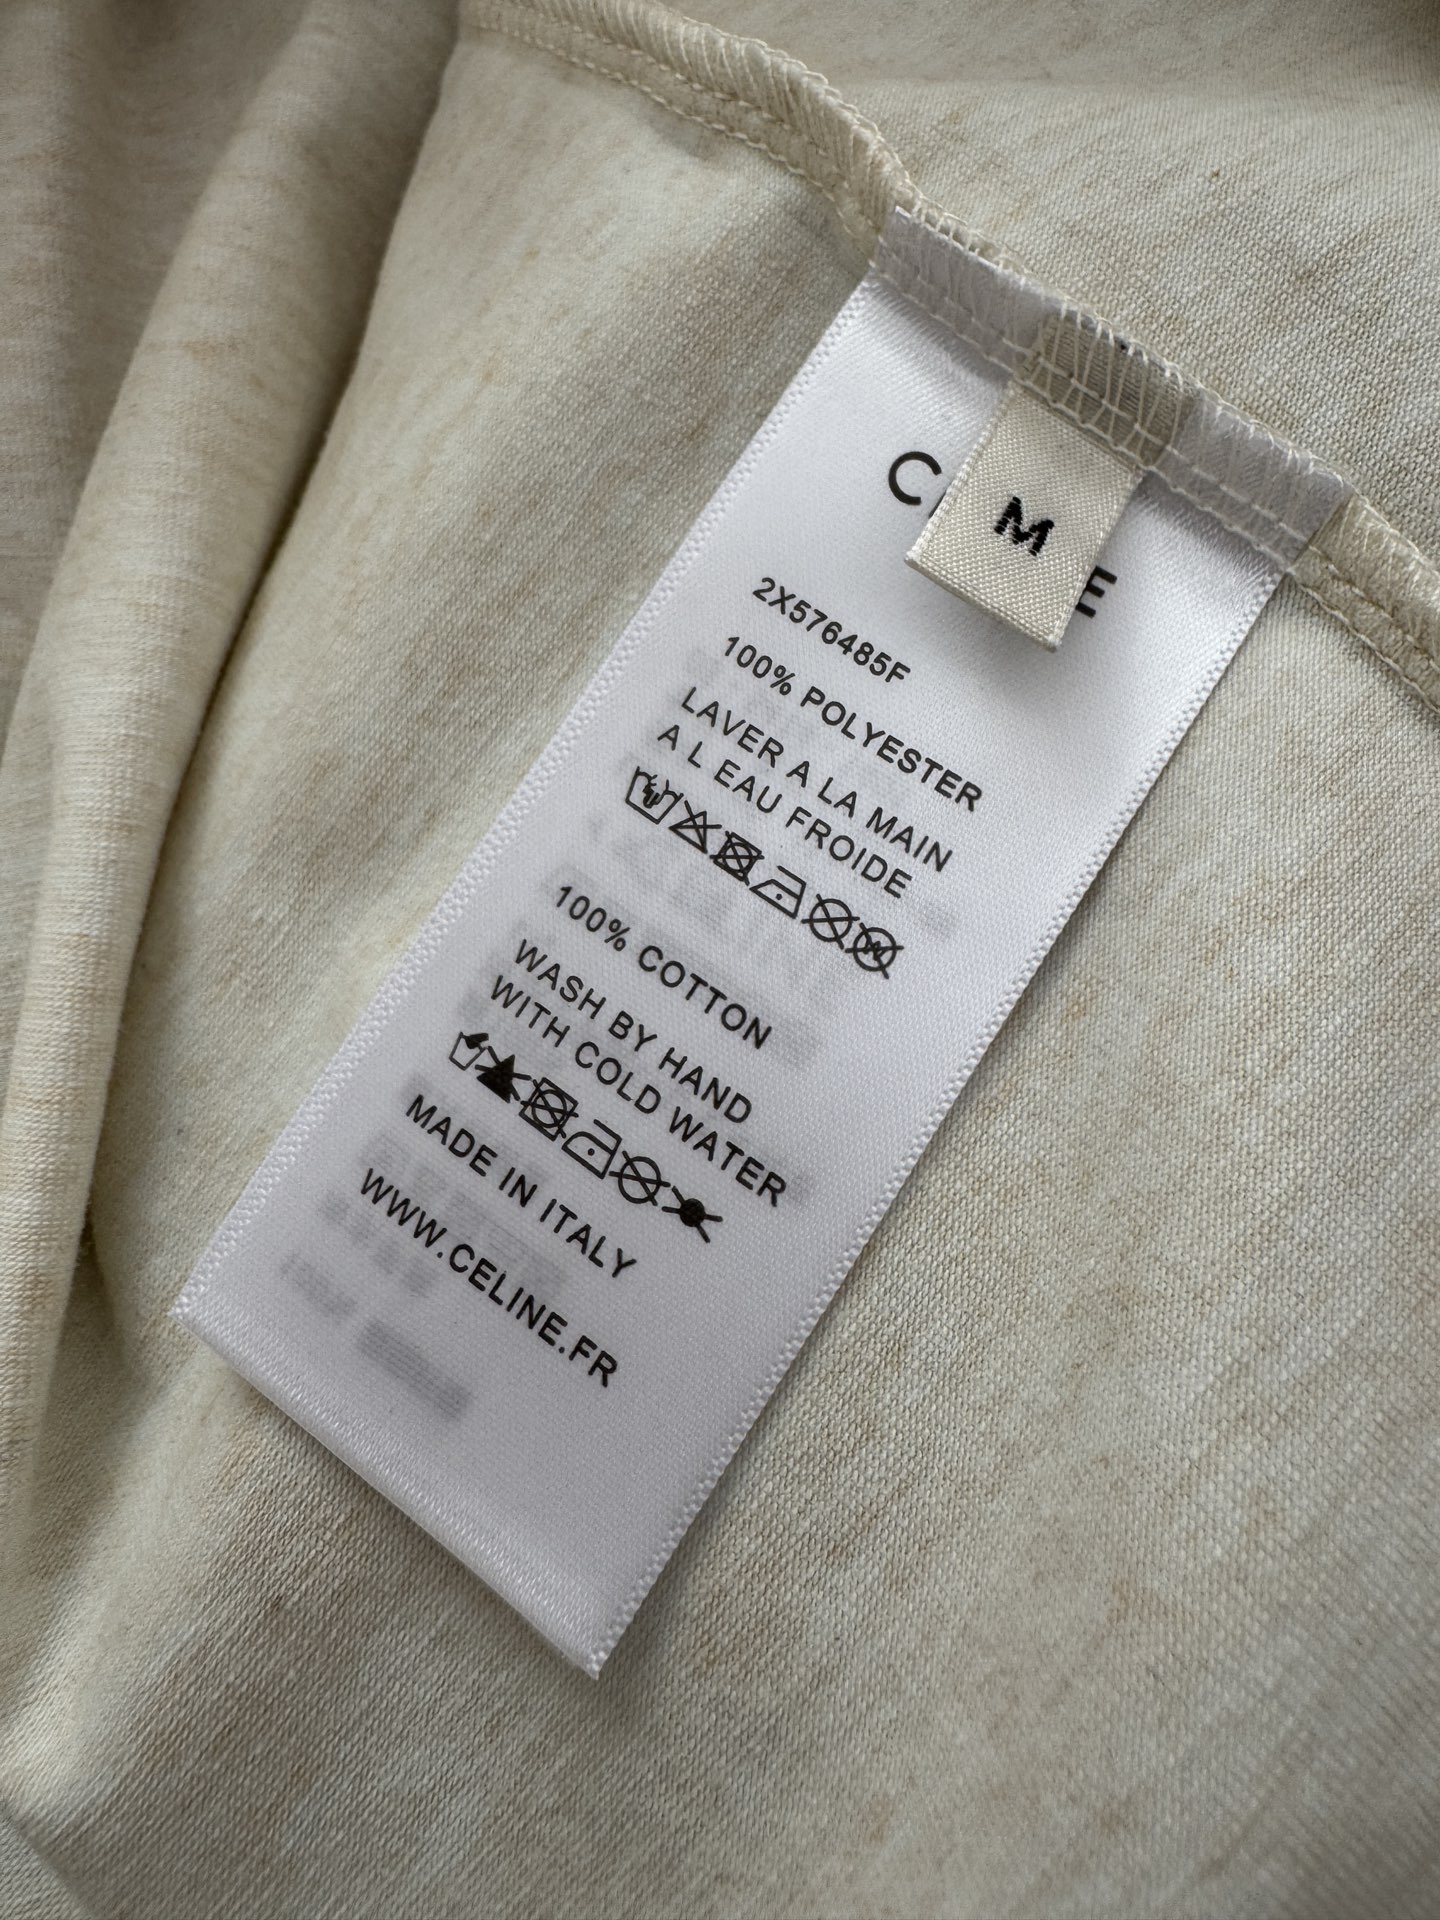 C
E
M
2X576485F
100% POLYESTER
LAVER A LA MAIN
A L EAU FROIDE
100% COTTON
WASH BY HAND
WITH COLD WATER
MADE IN ITALY
WWW.CELINE.FR